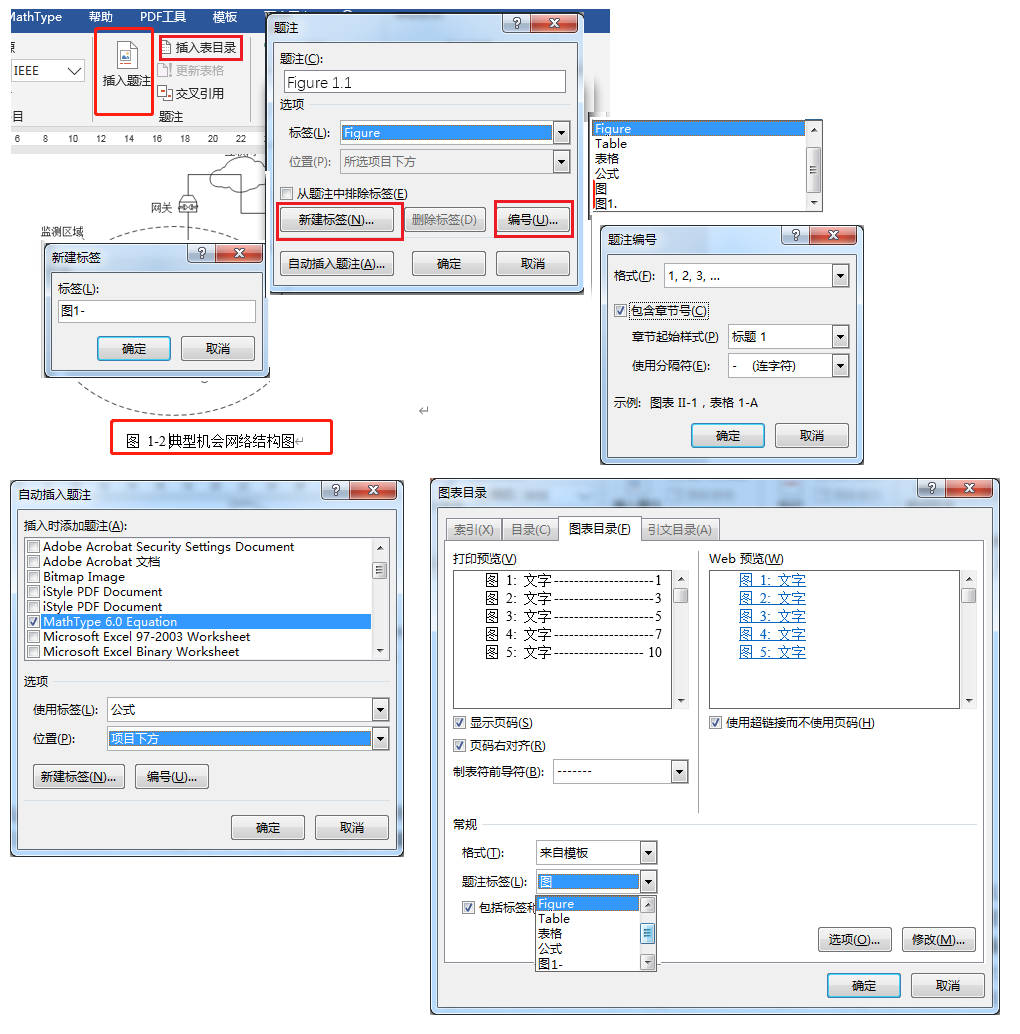 MathType 帮助 PDF工具 模板
IEEE
插入题注
插入表目录
更新表格
交叉引用
题注
6 8 10 12 14 16 18 20 22
网关
监测区域
题注
题注(C):
Figure 1.1
选项
标签(L): Figure
位置(P): 所选项目下方
从题注中排除标签(E)
新建标签(N)... 删除标签(D) 编号(U)...
自动插入题注(A)... 确定 取消
Figure
Table
表格
公式
图
图1.
新建标签
标签(L):
图1-
确定 取消
图 1-2典型机会网络结构图
题注编号
格式(F): 1, 2, 3, ...
包含章节号(C)
章节起始样式(P) 标题 1
使用分隔符(E): - (连字符)
示例: 图表 II-1，表格 1-A
确定 取消
自动插入题注
插入时添加题注(A):
Adobe Acrobat Security Settings Document
Adobe Acrobat 文档
Bitmap Image
iStyle PDF Document
iStyle PDF Document
MathType 6.0 Equation
Microsoft Excel 97-2003 Worksheet
Microsoft Excel Binary Worksheet
选项
使用标签(L): 公式
位置(P): 项目下方
新建标签(N)... 编号(U)...
确定 取消
图表目录
索引(X) 目录(C) 图表目录(F) 引文目录(A)
打印预览(V)
图 1: 文字--------------------1
图 2: 文字--------------------3
图 3: 文字--------------------5
图 4: 文字--------------------7
图 5: 文字------------------ 10
Web 预览(W)
图 1: 文字
图 2: 文字
图 3: 文字
图 4: 文字
图 5: 文字
显示页码(S)
页码右对齐(R)
制表符前导符(B): -------
使用超链接而不使用页码(H)
常规
格式(T): 来自模板
题注标签(L): 图
包括标签和
Figure
Table
表格
公式
图1-
选项(O)... 修改(M)...
确定 取消